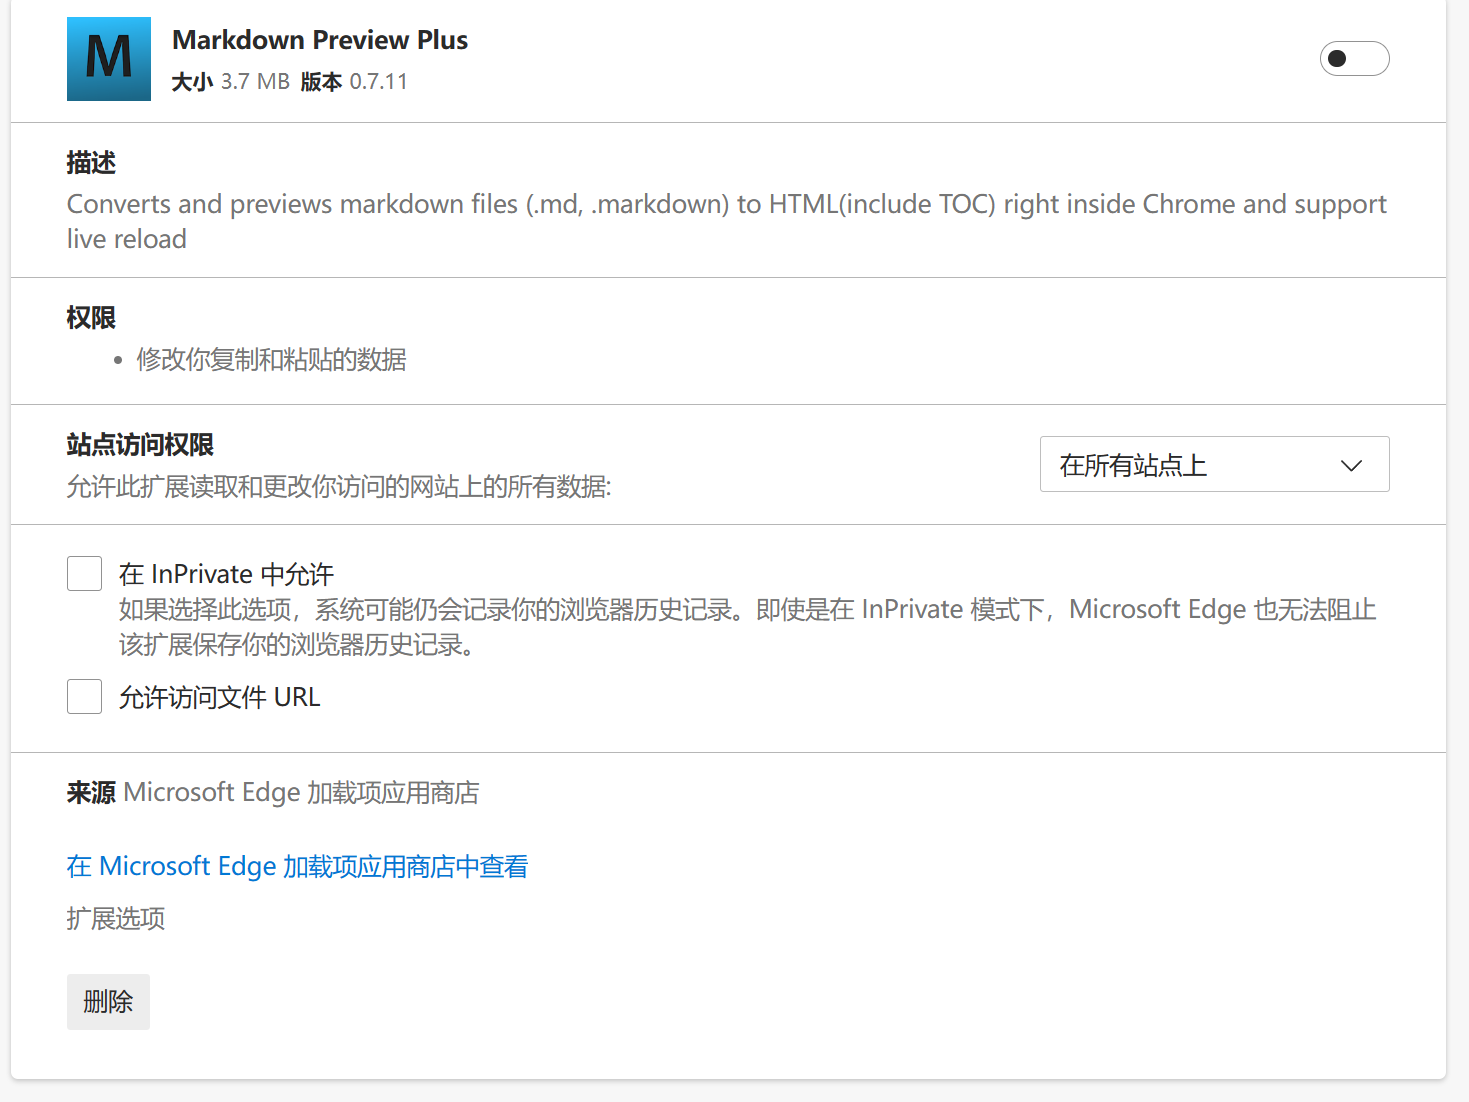 M
Markdown Preview Plus
大小 3.7 MB 版本 0.7.11
描述
Converts and previews markdown files (.md, .markdown) to HTML(include TOC) right inside Chrome and support
live reload
权限
• 修改你复制和粘贴的数据
站点访问权限
允许此扩展读取和更改你访问的网站上的所有数据:
在所有站点上
在 InPrivate 中允许
如果选择此选项，系统可能仍会记录你的浏览器历史记录。即使是在 InPrivate 模式下，Microsoft Edge 也无法阻止
该扩展保存你的浏览器历史记录。
允许访问文件 URL
来源 Microsoft Edge 加载项应用商店
在 Microsoft Edge 加载项应用商店中查看
扩展选项
删除